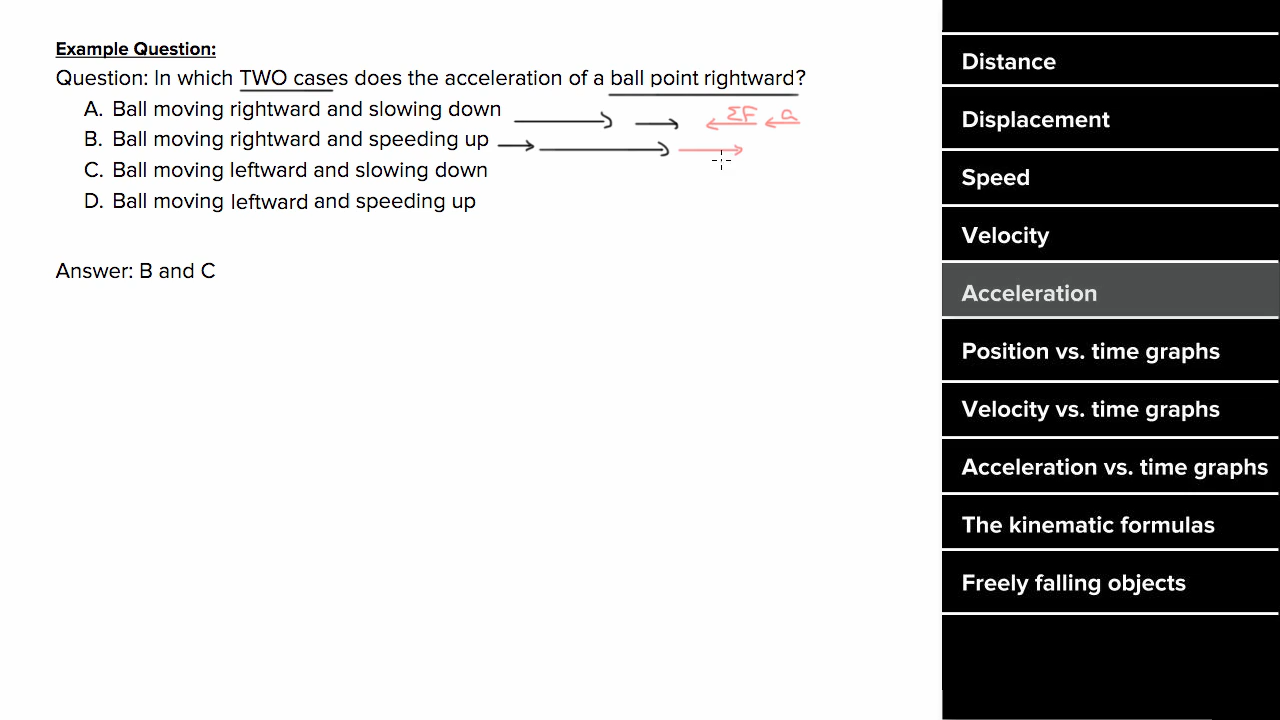 Example Question:
Question: In which TWO cases does the acceleration of a ball point rightward?
A. Ball moving rightward and slowing down
ΣF a
B. Ball moving rightward and speeding up
C. Ball moving leftward and slowing down
D. Ball moving leftward and speeding up
Answer: B and C
Distance
Displacement
Speed
Velocity
Acceleration
Position vs. time graphs
Velocity vs. time graphs
Acceleration vs. time graphs
The kinematic formulas
Freely falling objects